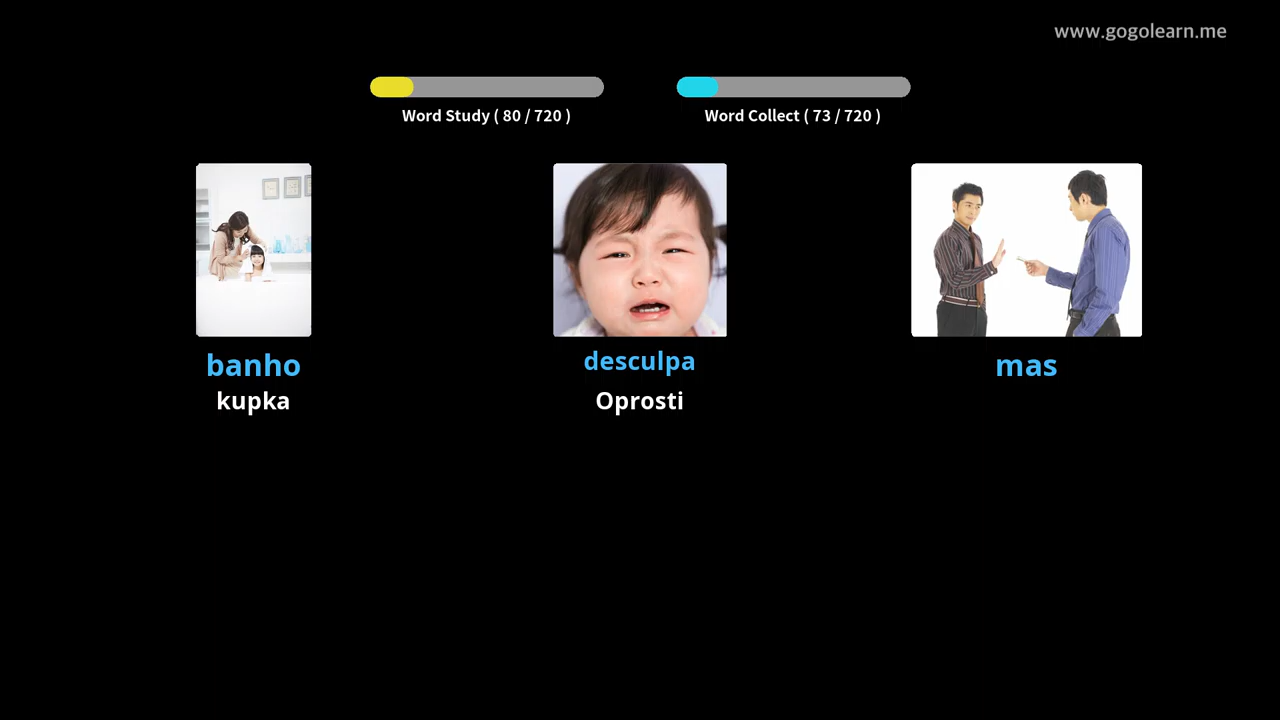 www.gogolearn.me
Word Study ( 80 / 720 )
Word Collect ( 73 / 720 )
banho
kupka
desculpa
Oprosti
mas